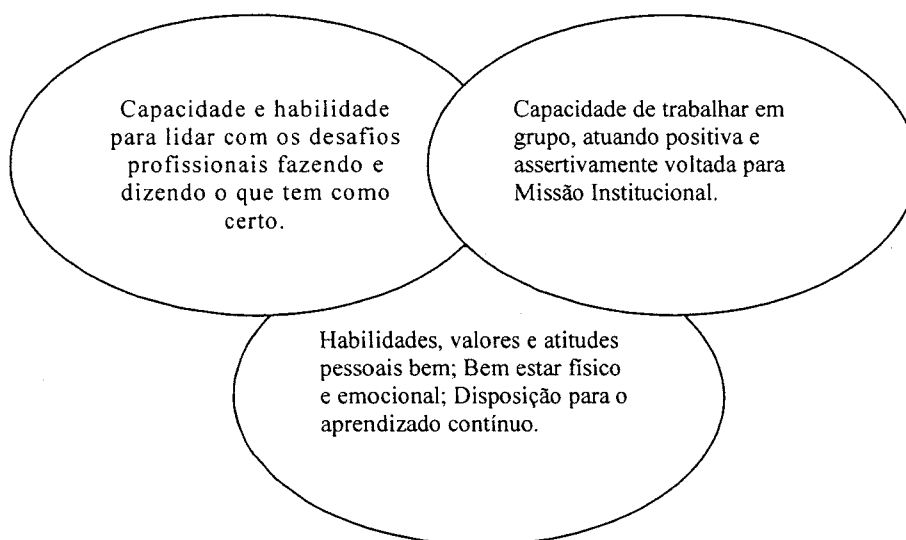 Capacidade e habilidade
para lidar com os desafios
profissionais fazendo e
dizendo o que tem como
certo.
Capacidade de trabalhar em
grupo, atuando positiva e
assertivamente voltada para
Missão Institucional.
Habilidades, valores e atitudes
pessoais bem; Bem estar físico
e emocional; Disposição para o
aprendizado contínuo.